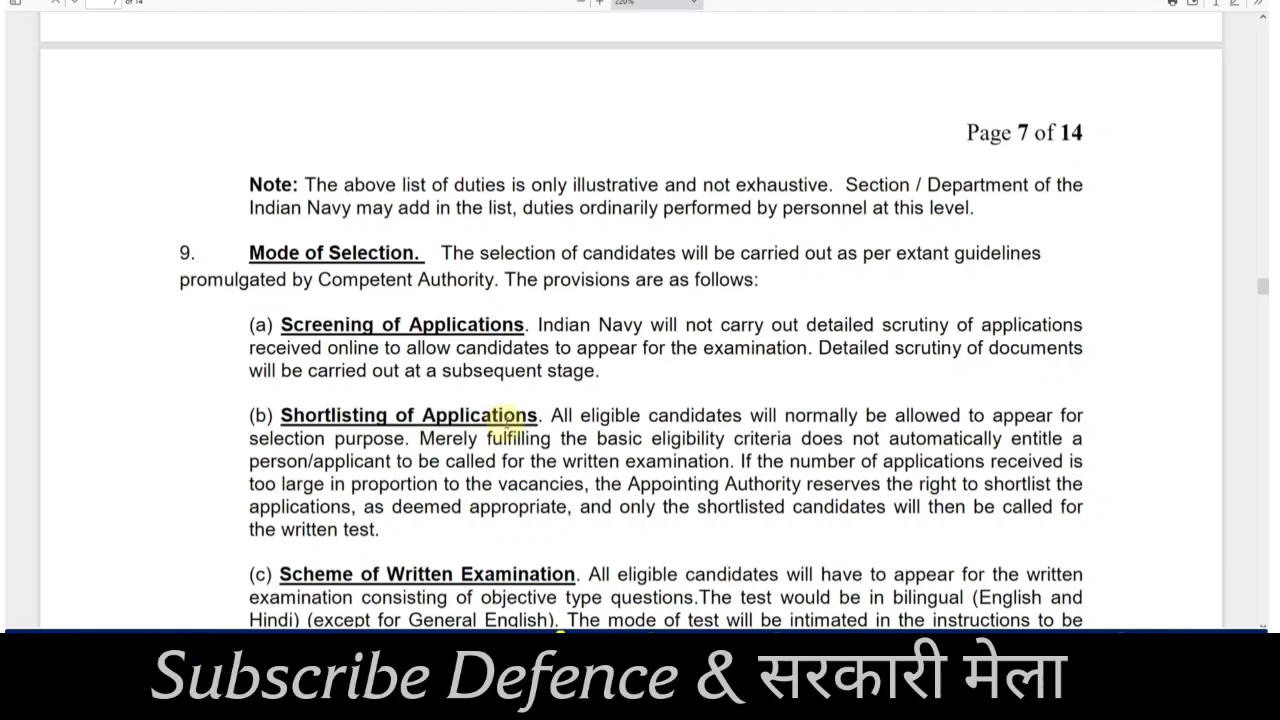 7 of 14
220%
Page 7 of 14
Note: The above list of duties is only illustrative and not exhaustive. Section / Department of the
Indian Navy may add in the list, duties ordinarily performed by personnel at this level.
9. Mode of Selection. The selection of candidates will be carried out as per extant guidelines
promulgated by Competent Authority. The provisions are as follows:
(a) Screening of Applications. Indian Navy will not carry out detailed scrutiny of applications
received online to allow candidates to appear for the examination. Detailed scrutiny of documents
will be carried out at a subsequent stage.
(b) Shortlisting of Applications. All eligible candidates will normally be allowed to appear for
selection purpose. Merely fulfilling the basic eligibility criteria does not automatically entitle a
person/applicant to be called for the written examination. If the number of applications received is
too large in proportion to the vacancies, the Appointing Authority reserves the right to shortlist the
applications, as deemed appropriate, and only the shortlisted candidates will then be called for
the written test.
(c) Scheme of Written Examination. All eligible candidates will have to appear for the written
examination consisting of objective type questions.The test would be in bilingual (English and
Hindi) (except for General English). The mode of test will be intimated in the instructions to be
Subscribe Defence & सरकारी मेला